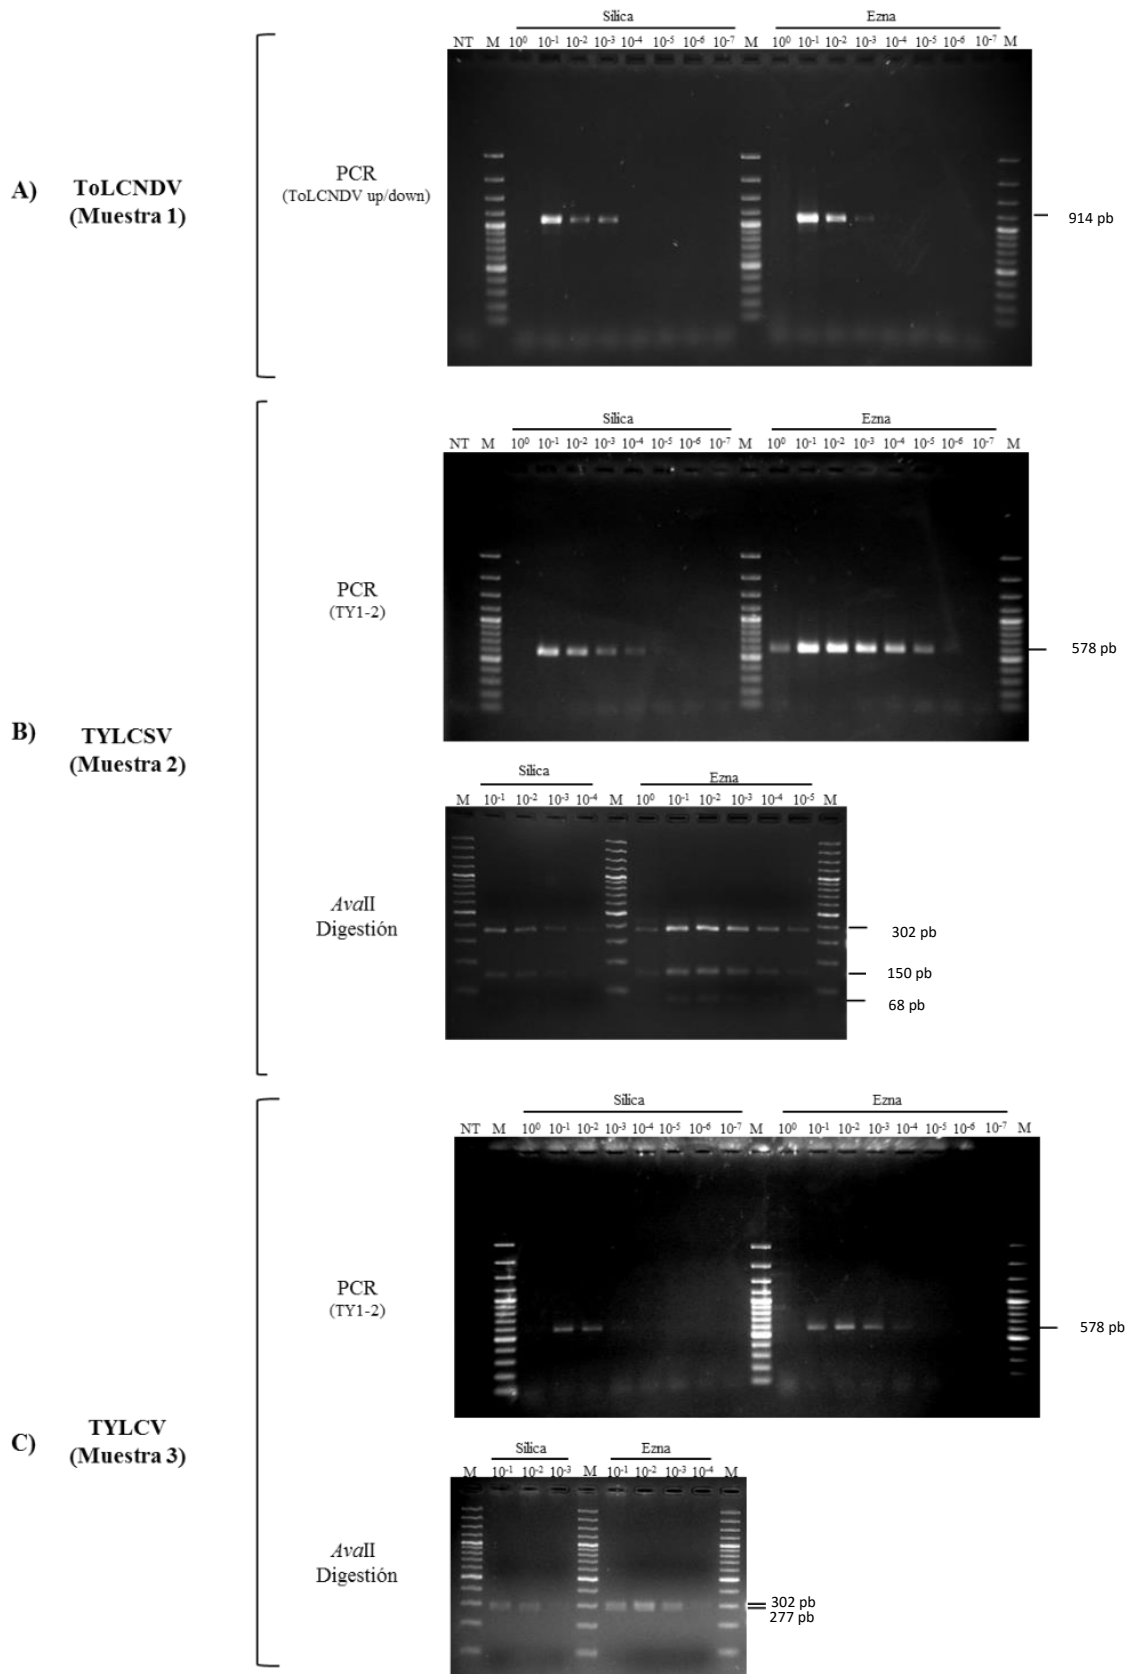 Silica Ezna
NT M 10⁰ 10⁻¹ 10⁻² 10⁻³ 10⁻⁴ 10⁻⁵ 10⁻⁶ 10⁻⁷ M 10⁰ 10⁻¹ 10⁻² 10⁻³ 10⁻⁴ 10⁻⁵ 10⁻⁶ 10⁻⁷ M
A) ToLCNDV
(Muestra 1)
PCR
(ToLCNDV up/down)
914 pb
Silica Ezna
NT M 10⁰ 10⁻¹ 10⁻² 10⁻³ 10⁻⁴ 10⁻⁵ 10⁻⁶ 10⁻⁷ M 10⁰ 10⁻¹ 10⁻² 10⁻³ 10⁻⁴ 10⁻⁵ 10⁻⁶ 10⁻⁷ M
PCR
(TY1-2)
578 pb
B) TYLCSV
(Muestra 2)
Silica Ezna
M 10⁻¹ 10⁻² 10⁻³ 10⁻⁴ M 10⁰ 10⁻¹ 10⁻² 10⁻³ 10⁻⁴ 10⁻⁵ M
AvaII
Digestión
302 pb
150 pb
68 pb
Silica Ezna
NT M 10⁰ 10⁻¹ 10⁻² 10⁻³ 10⁻⁴ 10⁻⁵ 10⁻⁶ 10⁻⁷ M 10⁰ 10⁻¹ 10⁻² 10⁻³ 10⁻⁴ 10⁻⁵ 10⁻⁶ 10⁻⁷ M
PCR
(TY1-2)
578 pb
C) TYLCV
(Muestra 3)
Silica Ezna
M 10⁻¹ 10⁻² 10⁻³ M 10⁻¹ 10⁻² 10⁻³ 10⁻⁴ M
AvaII
Digestión
302 pb
277 pb